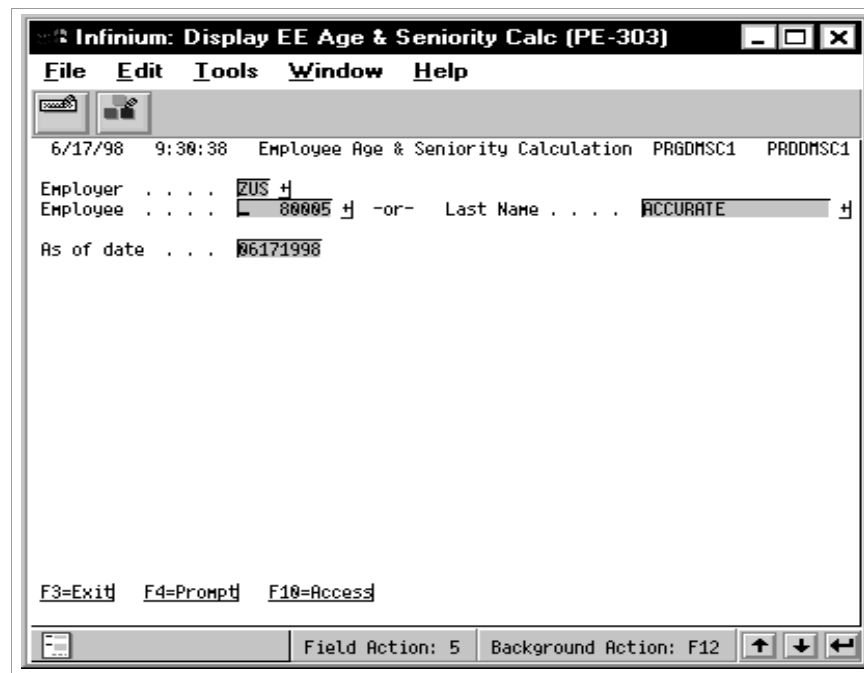 Infinium: Display EE Age & Seniority Calc (PE-303)
File Edit Tools Window Help
6/17/98 9:30:38 Employee Age & Seniority Calculation PRGDMSC1 PRDDMSC1
Employer . . . . ZUS +
Employee . . . . 80005 + -or- Last Name . . . . ACCURATE +
As of date . . . 06171998
F3=Exit F4=Prompt F10=Access
Field Action: 5 Background Action: F12